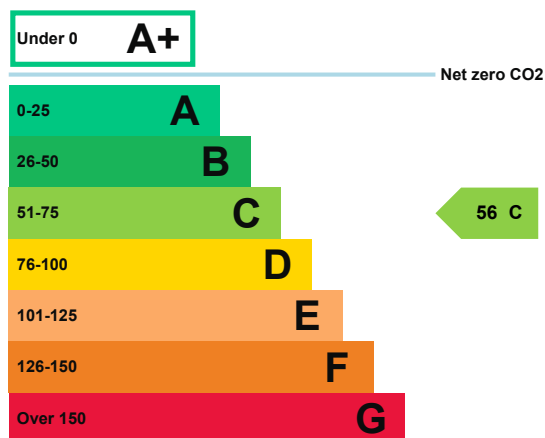 Under 0 A+
Net zero CO2
0-25 A
26-50 B
51-75 C
56 C
76-100 D
101-125 E
126-150 F
Over 150 G